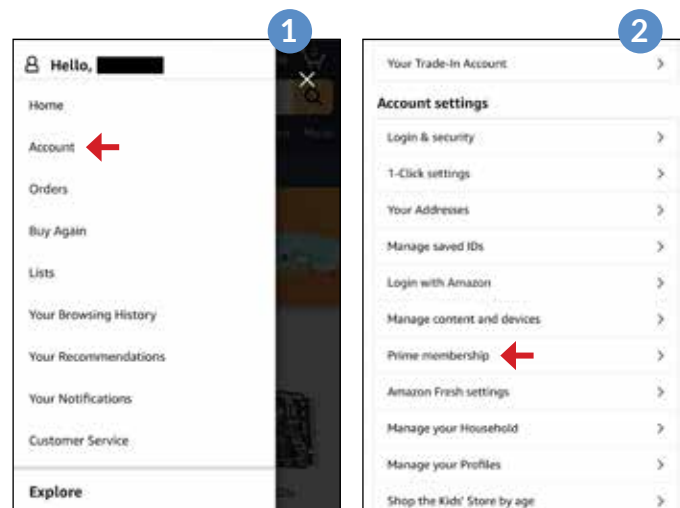 1
Hello,
Home
Account
Orders
Buy Again
Lists
Your Browsing History
Your Recommendations
Your Notifications
Customer Service
Explore
2
Your Trade-In Account
Account settings
Login & security
1-Click settings
Your Addresses
Manage saved IDs
Login with Amazon
Manage content and devices
Prime membership
Amazon Fresh settings
Manage your Household
Manage your Profiles
Shop the Kids' Store by age